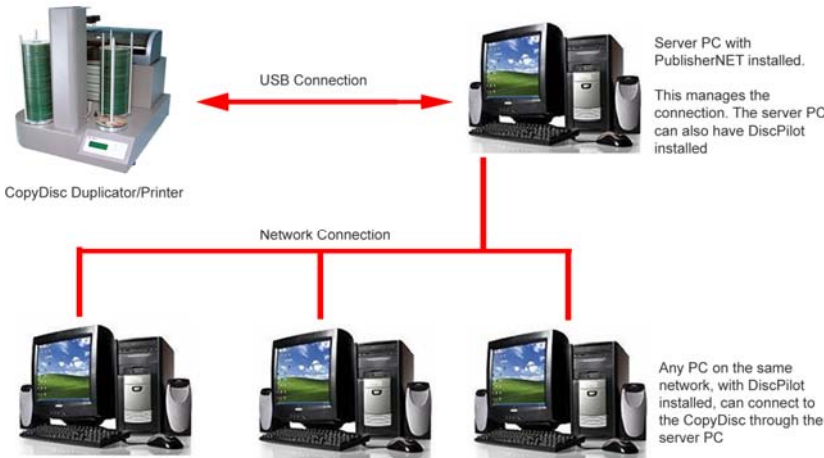 Server PC with
PublisherNET installed.
This manages the
connection. The server PC
can also have DiscPilot
installed
USB Connection
CopyDisc Duplicator/Printer
Network Connection
Any PC on the same
network, with DiscPilot
installed, can connect to
the CopyDisc through the
server PC